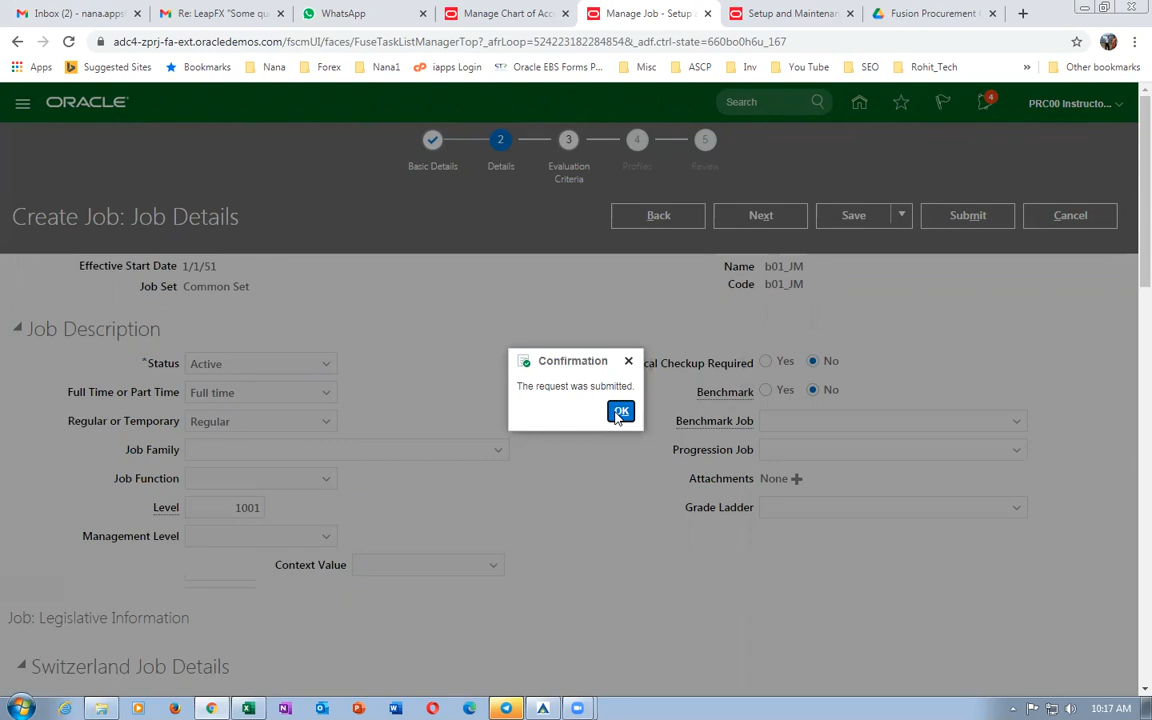 Inbox (2) - nana.apps
Re: LeapFX "Some qu
WhatsApp
Manage Chart of Acc
Manage Job - Setup a
Setup and Maintenanc
Fusion Procurement
adc4-zprj-fa-ext.oracledemos.com/fscmUI/faces/FuseTaskListManagerTop?_afrLoop=5242231822848548&_adf.ctrl-state=660bo0h6u_167
Apps
Suggested Sites
Bookmarks
Nana
Forex
Nana1
iapps Login
Oracle EBS Forms P...
Misc
ASCP
Inv
You Tube
SEO
Rohit_Tech
»
Other bookmarks
ORACLE
Search
4
PRC00 Instructo...
2
3
4
5
Basic Details
Details
Evaluation
Criteria
Profiles
Review
Create Job: Job Details
Back
Next
Save
Submit
Cancel
Effective Start Date 1/1/51
Name b01_JM
Job Set Common Set
Code b01_JM
Job Description
*Status Active
cal Checkup Required Yes No
Full Time or Part Time Full time
Benchmark Yes No
Regular or Temporary Regular
Benchmark Job
Job Family
Progression Job
Job Function
Attachments None
Level 1001
Grade Ladder
Management Level
Context Value
Confirmation
The request was submitted.
OK
Job: Legislative Information
Switzerland Job Details
10:17 AM